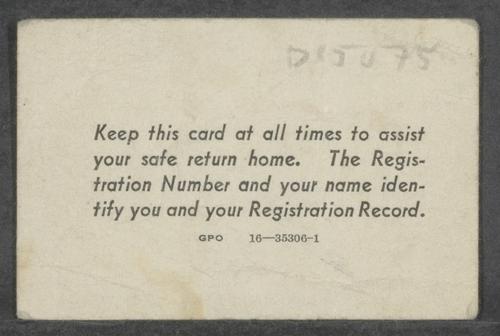 Keep this card at all times to assist
your safe return home. The Regis-
tration Number and your name iden-
tify you and your Registration Record.
GPO 16—35306-1